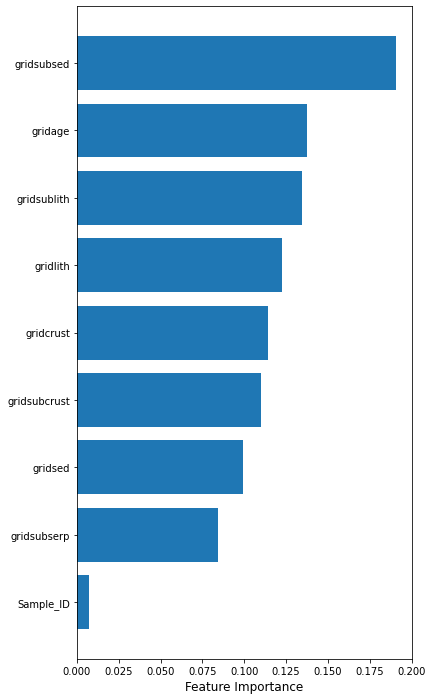 gridsubsed
gridage
gridsublith
gridlith
gridcrust
gridsubcrust
gridsed
gridsubserp
Sample_ID
0.000 0.025 0.050 0.075 0.100 0.125 0.150 0.175 0.200
Feature Importance